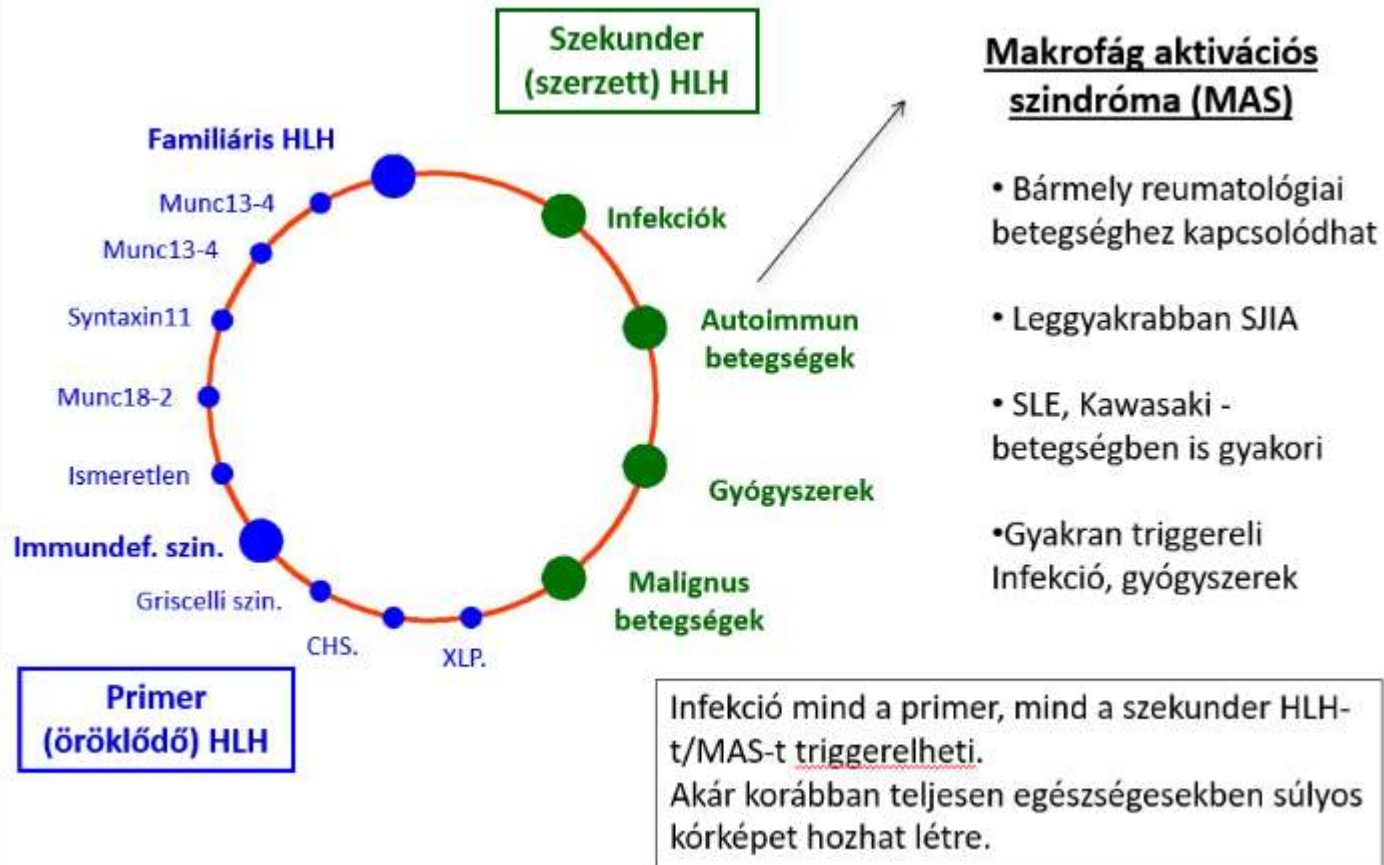 Szekunder
(szerzett) HLH
Familiáris HLH
Munc13-4
Munc13-4
Syntaxin11
Munc18-2
Ismeretlen
Immundef. szin.
Griscelli szin.
CHS.
XLP.
Primer
(öröklődő) HLH
Infekciók
Autoimmun
betegségek
Gyógyszerek
Malignus
betegségek
Makrofág aktivációs
szindróma (MAS)
• Bármely reumatológiai
betegséghez kapcsolódhat
• Leggyakrabban SJIA
• SLE, Kawasaki -
betegségben is gyakori
•Gyakran triggereli
Infekció, gyógyszerek
Infekció mind a primer, mind a szekunder HLH-
t/MAS-t triggerelheti.
Akár korábban teljesen egészségesekben súlyos
kórképet hozhat létre.